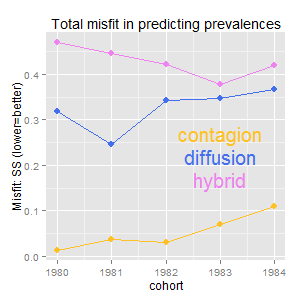 Total misfit in predicting prevalences
Misfit: SS (lower=better)
0.4
0.3
0.2
0.1
0.0
contagion
diffusion
hybrid
1980 1981 1982 1983 1984
cohort